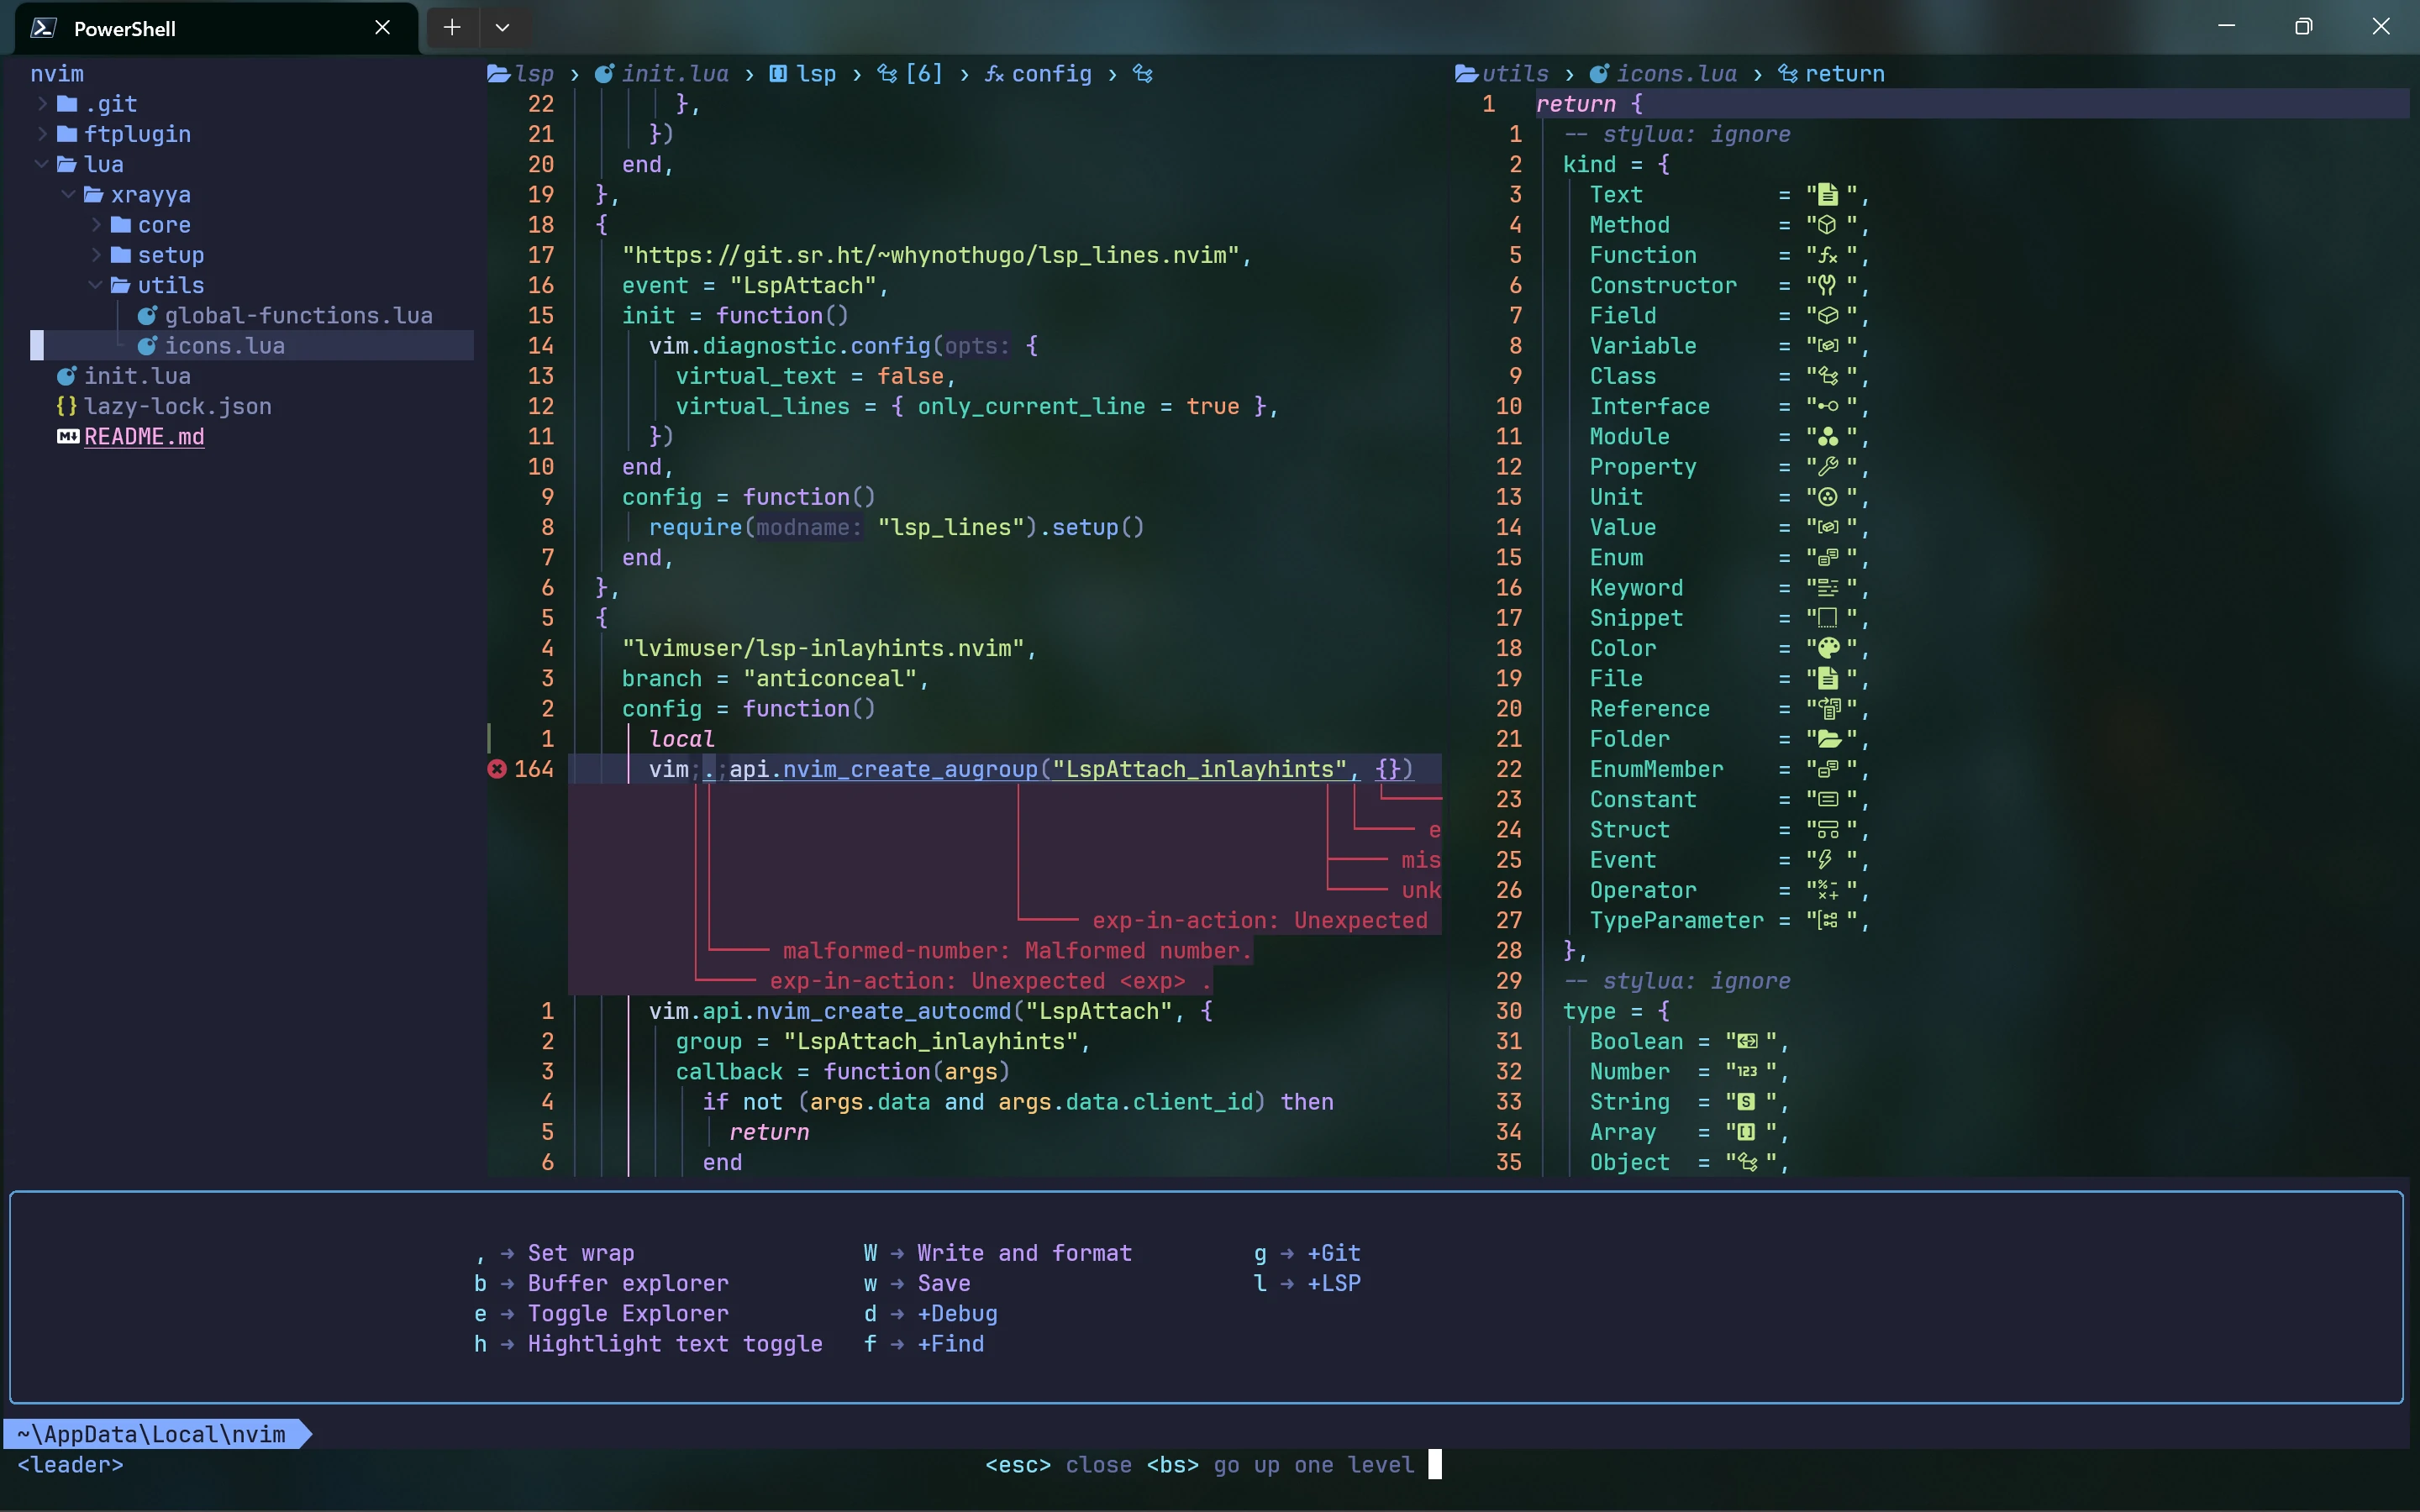 PowerShell
nvim
.git
ftplugin
lua
xrayya
core
setup
utils
global-functions.lua
icons.lua
init.lua
lazy-lock.json
README.md
lsp › init.lua › lsp › [6] › config ›
22 },
21 })
20 end,
19 },
18 {
17 "https://git.sr.ht/~whynothugo/lsp_lines.nvim",
16 event = "LspAttach",
15 init = function()
14 vim.diagnostic.config(opts: {
13 virtual_text = false,
12 virtual_lines = { only_current_line = true },
11 })
10 end,
9 config = function()
8 require(modname: "lsp_lines").setup()
7 end,
6 },
5 {
4 "lvimuser/lsp-inlayhints.nvim",
3 branch = "anticonceal",
2 config = function()
1 local
164 vim;.;api.nvim_create_augroup("LspAttach_inlayhints", {})
e
mis
unk
exp-in-action: Unexpected
malformed-number: Malformed number.
exp-in-action: Unexpected <exp> .
1 vim.api.nvim_create_autocmd("LspAttach", {
2 group = "LspAttach_inlayhints",
3 callback = function(args)
4 if not (args.data and args.data.client_id) then
5 return
6 end
utils › icons.lua › return
1 return {
1 -- stylua: ignore
2 kind = {
3 Text = " ",
4 Method = " ",
5 Function = " ",
6 Constructor = " ",
7 Field = " ",
8 Variable = " ",
9 Class = " ",
10 Interface = " ",
11 Module = " ",
12 Property = " ",
13 Unit = " ",
14 Value = " ",
15 Enum = " ",
16 Keyword = " ",
17 Snippet = " ",
18 Color = " ",
19 File = " ",
20 Reference = " ",
21 Folder = " ",
22 EnumMember = " ",
23 Constant = " ",
24 Struct = " ",
25 Event = " ",
26 Operator = " ",
27 TypeParameter = " ",
28 },
29 -- stylua: ignore
30 type = {
31 Boolean = " ",
32 Number = " ",
33 String = " ",
34 Array = " ",
35 Object = " ",
, → Set wrap W → Write and format g → +Git
b → Buffer explorer w → Save l → +LSP
e → Toggle Explorer d → +Debug
h → Hightlight text toggle f → +Find
~\AppData\Local\nvim
<leader> <esc> close <bs> go up one level